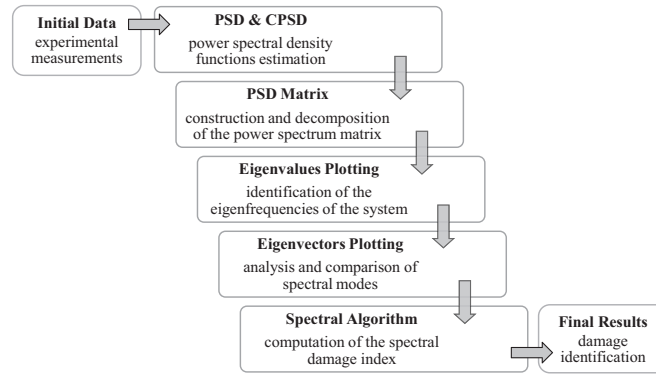 Initial Data
experimental
measurements
PSD & CPSD
power spectral density
functions estimation
PSD Matrix
construction and decomposition
of the power spectrum matrix
Eigenvalues Plotting
identification of the
eigenfrequencies of the system
Eigenvectors Plotting
analysis and comparison of
spectral modes
Spectral Algorithm
computation of the spectral
damage index
Final Results
damage
identification